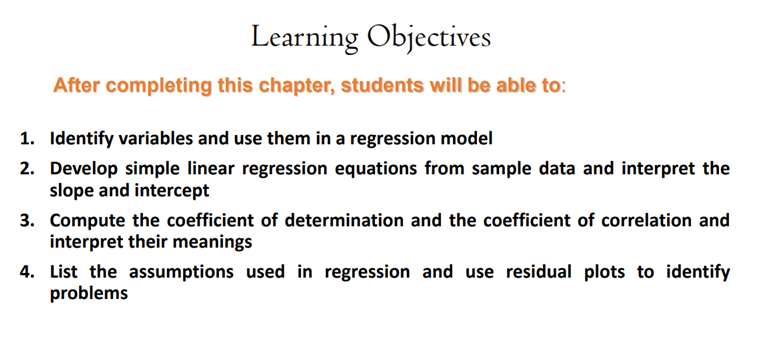 Learning Objectives
After completing this chapter, students will be able to:
1. Identify variables and use them in a regression model
2. Develop simple linear regression equations from sample data and interpret the
slope and intercept
3. Compute the coefficient of determination and the coefficient of correlation and
interpret their meanings
4. List the assumptions used in regression and use residual plots to identify
problems